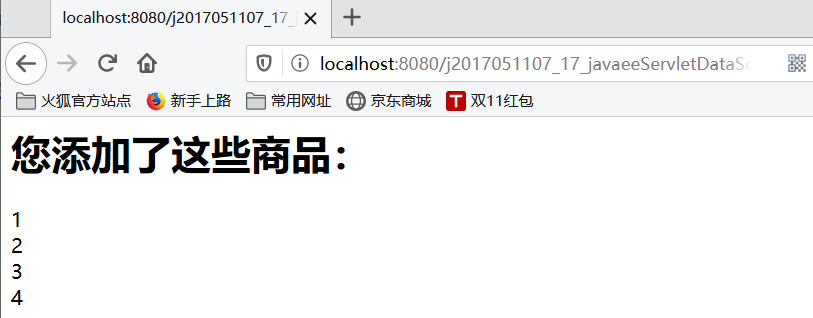 localhost:8080/j2017051107_17_j
localhost:8080/j2017051107_17_javaeeServletDataSc
火狐官方站点 新手上路 常用网址 京东商城 T 双11红包
您添加了这些商品：
1
2
3
4